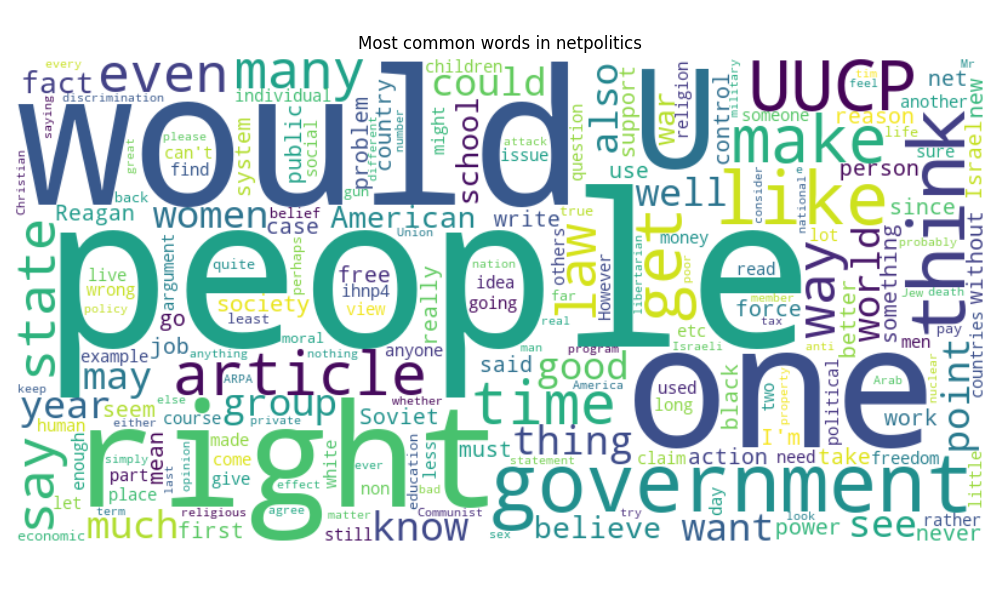 Most common words in netpolitics
every
fact
even
many
children
could
also
religion
UUCP
Mr
tim
feel
net
saying
discrimination
individual
please
can't
find
great
system
public
social
different
problem
country
number
might
school
attack
issue
question
support
war
control
military
someone
reason
another
new
life
make
sure
would
U
Christian
back
Reagan
women
belief
case
gun
American
Union
write
true
use
well
like
person
consider
national
since
Israel
think
money
lot
probably
state
live
wrong
policy
argument
quite
perhaps
free
ihnp4
view
nation
idea
going
others
However
law
libertarian
get
poor
read
e
way
world
something
without
countries
people
go
society
least
really
far
real
force
member
tax
better
Jew
death
men
pay
job
example
anything
moral
nothing
anyone
man
program
said
etc
Israeli
anti
may
article
ARPA
whether
good
America
used
long
black
two
property
political
Arab
nuclear
work
point
keep
year
human
seem
either
else
course
group
private
Soviet
time
one
I'm
say
enough
right
simply
part
mean
last
opinion
made
come
give
effect
white
ever
non
education
less
must
statement
bad
thing
claim
action
need
take
freedom
government
little
let
place
term
religious
agree
matter
Communist
day
look
economic
much
first
still
know
sex
believe
try
want
power
see
rather
never